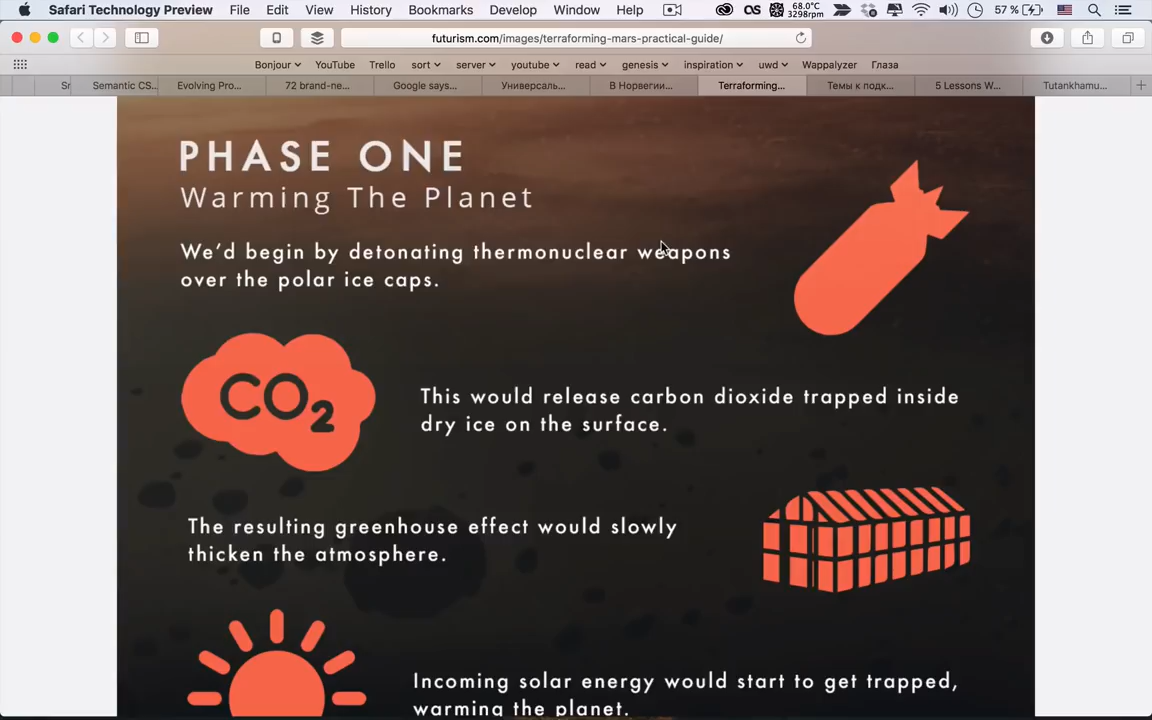 Safari Technology Preview File Edit View History Bookmarks Develop Window Help 68.0°C 3298rpm 57 %
futurism.com/images/terraforming-mars-practical-guide/
Bonjour YouTube Trello sort server youtube read genesis inspiration uwd Wappalyzer Глаза
Sr Semantic CS... Evolving Pro... 72 brand-ne... Google says... Универсаль... В Норвегии... Terraforming... Темы к подк... 5 Lessons W... Tutankhamu...
PHASE ONE
Warming The Planet
We'd begin by detonating thermonuclear weapons
over the polar ice caps.
CO2
This would release carbon dioxide trapped inside
dry ice on the surface.
The resulting greenhouse effect would slowly
thicken the atmosphere.
Incoming solar energy would start to get trapped,
warming the planet.